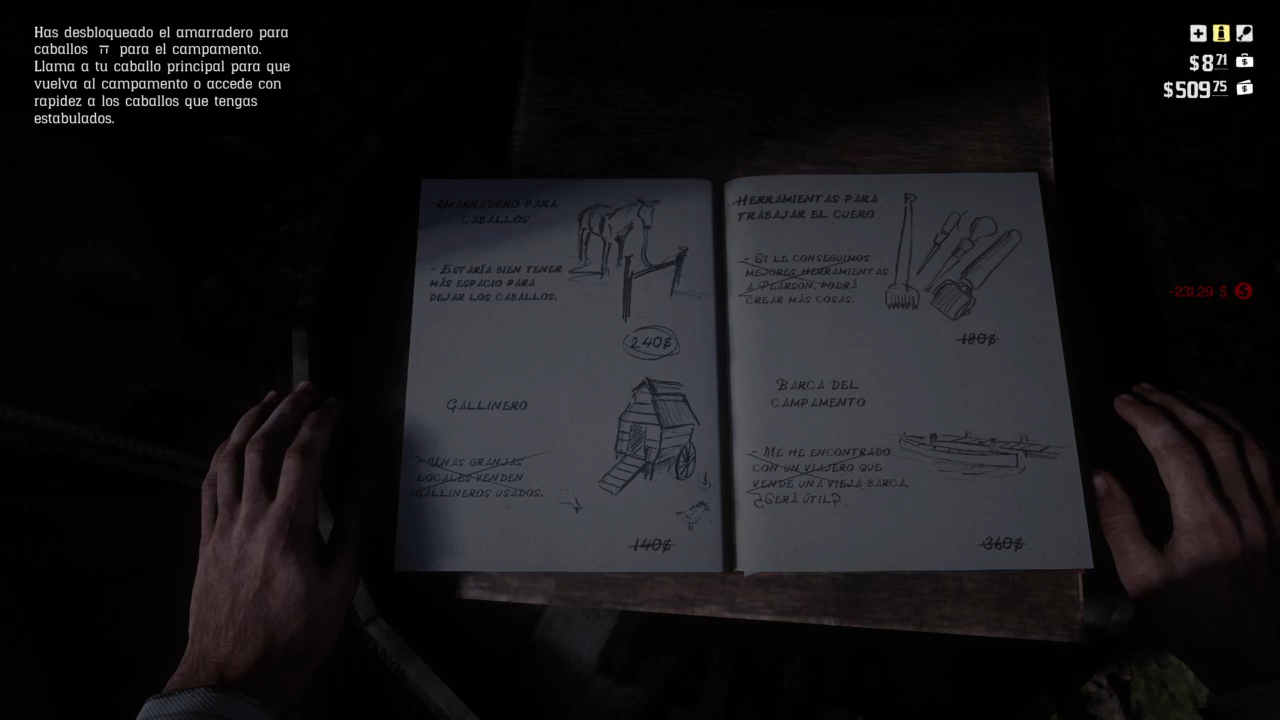 Has desbloqueado el amarradero para
caballos para el campamento.
Llama a tu caballo principal para que
vuelva al campamento o accede con
rapidez a los caballos que tengas
estabulados.
$8.71
$509.75
-231,29 $
AMARRADERO PARA
CABALLOS
- ESTARÍA BIEN TENER
MÁS ESPACIO PARA
DEJAR LOS CABALLOS.
240$
GALLINERO
- UNAS GRANJAS
LOCALES VENDEN
GALLINEROS USADOS.
140$
HERRAMIENTAS PARA
TRABAJAR EL CUERO
- SI LE CONSEGUIMOS
MEJORES HERRAMIENTAS
A PEARSON, PODRÁ
CREAR MÁS COSAS.
180$
BARCA DEL
CAMPAMENTO
- ME HE ENCONTRADO
CON UN VIAJERO QUE
VENDE UNA VIEJA BARCA.
¿SERÁ ÚTIL?
360$